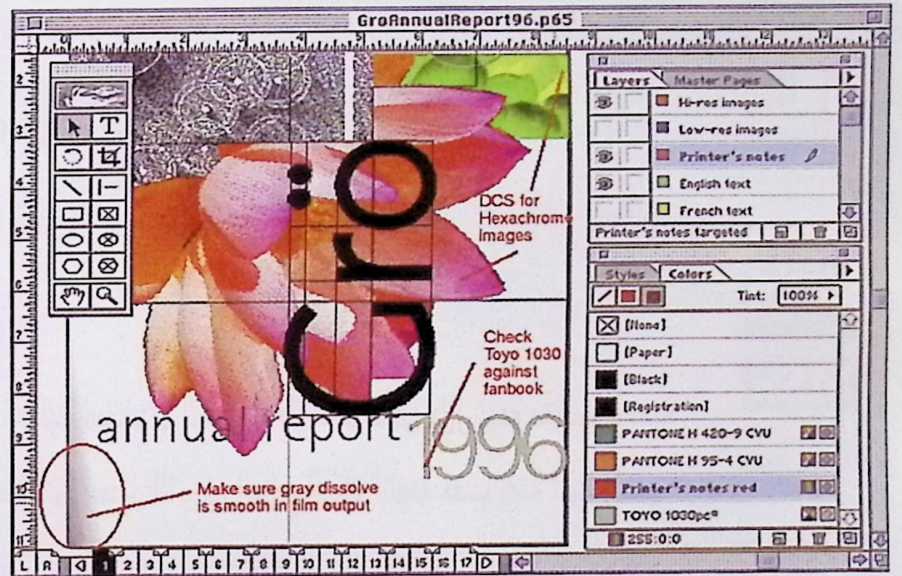 GroAnnualReport96.p65
Layers
Master Pages
Hi-res images
Low-res images
Printer's notes
English text
French text
Printer's notes targeted
T
DCS for
Hexachrome
Images
Gro
Check
Toyo 1030
against
fanbook
annual report 1996
Make sure gray dissolve
is smooth in film output
Styles
Colors
Tint:
100%
[None]
[Paper]
[Black]
[Registration]
PANTONE H 420-9 CVU
PANTONE H 95-4 CVU
Printer's notes red
TOYO 1030pc*
255:0:0
L R 1 2 3 4 5 6 7 8 9 10 11 12 13 14 15 16 17